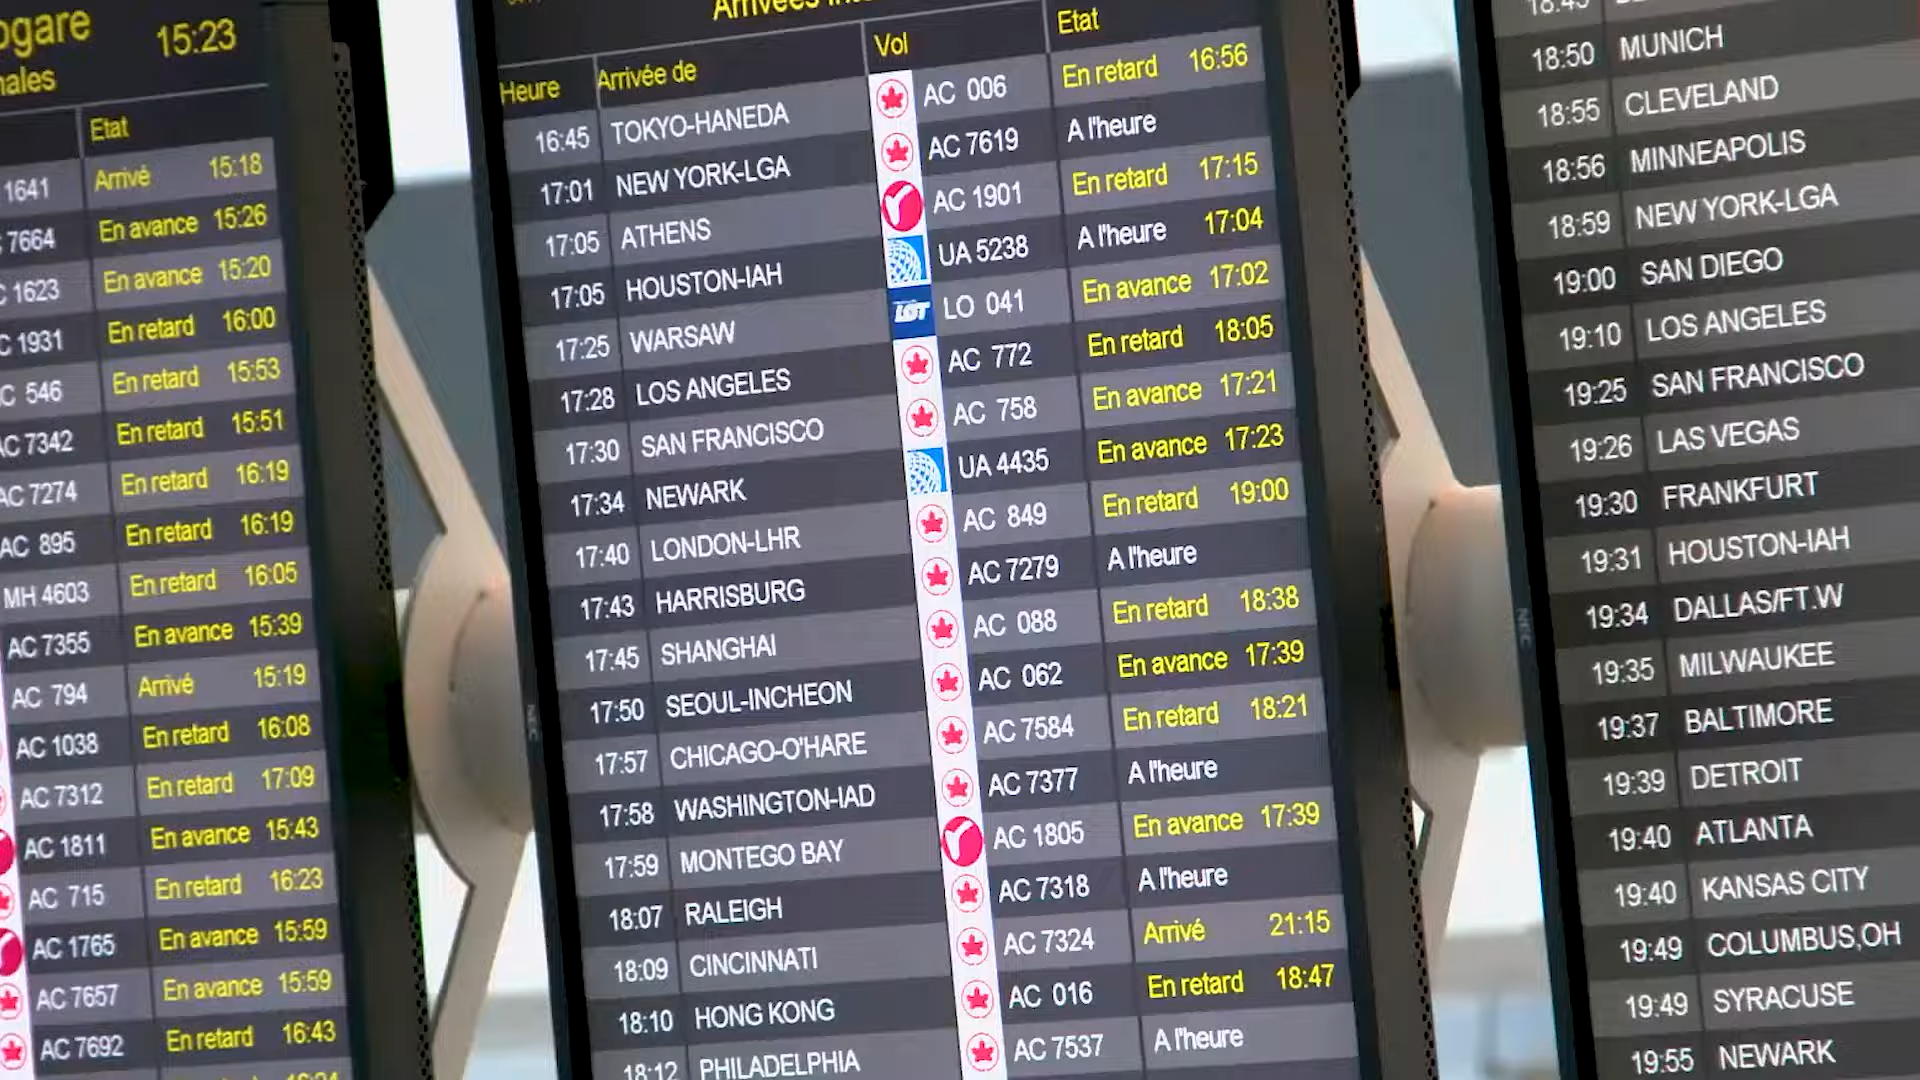 ogare 15:23
nales
Etat
1641 Arrivé 15:18
7664 En avance 15:26
C 1623 En avance 15:20
C 1931 En retard 16:00
C 546 En retard 15:53
AC 7342 En retard 15:51
AC 7274 En retard 16:19
AC 895 En retard 16:19
MH 4603 En retard 16:05
AC 7355 En avance 15:39
AC 794 Arrivé 15:19
AC 1038 En retard 16:08
AC 7312 En retard 17:09
AC 1811 En avance 15:43
AC 715 En retard 16:23
AC 1765 En avance 15:59
AC 7657 En avance 15:59
AC 7692 En retard 16:43
Arrivées
Heure Arrivée de Vol Etat
16:45 TOKYO-HANEDA AC 006 En retard 16:56
17:01 NEW YORK-LGA AC 7619 A l'heure
17:05 ATHENS AC 1901 En retard 17:15
17:05 HOUSTON-IAH UA 5238 A l'heure 17:04
17:25 WARSAW LOT LO 041 En avance 17:02
17:28 LOS ANGELES AC 772 En retard 18:05
17:30 SAN FRANCISCO AC 758 En avance 17:21
17:34 NEWARK UA 4435 En avance 17:23
17:40 LONDON-LHR AC 849 En retard 19:00
17:43 HARRISBURG AC 7279 A l'heure
17:45 SHANGHAI AC 088 En retard 18:38
17:50 SEOUL-INCHEON AC 062 En avance 17:39
17:57 CHICAGO-O'HARE AC 7584 En retard 18:21
17:58 WASHINGTON-IAD AC 7377 A l'heure
17:59 MONTEGO BAY AC 1805 En avance 17:39
18:07 RALEIGH AC 7318 A l'heure
18:09 CINCINNATI AC 7324 Arrivé 21:15
18:10 HONG KONG AC 016 En retard 18:47
18:12 PHILADELPHIA AC 7537 A l'heure
NEC
18:50 MUNICH
18:55 CLEVELAND
18:56 MINNEAPOLIS
18:59 NEW YORK-LGA
19:00 SAN DIEGO
19:10 LOS ANGELES
19:25 SAN FRANCISCO
19:26 LAS VEGAS
19:30 FRANKFURT
19:31 HOUSTON-IAH
19:34 DALLAS/FT.W
19:35 MILWAUKEE
19:37 BALTIMORE
19:39 DETROIT
19:40 ATLANTA
19:40 KANSAS CITY
19:49 COLUMBUS,OH
19:49 SYRACUSE
19:55 NEWARK
NEC